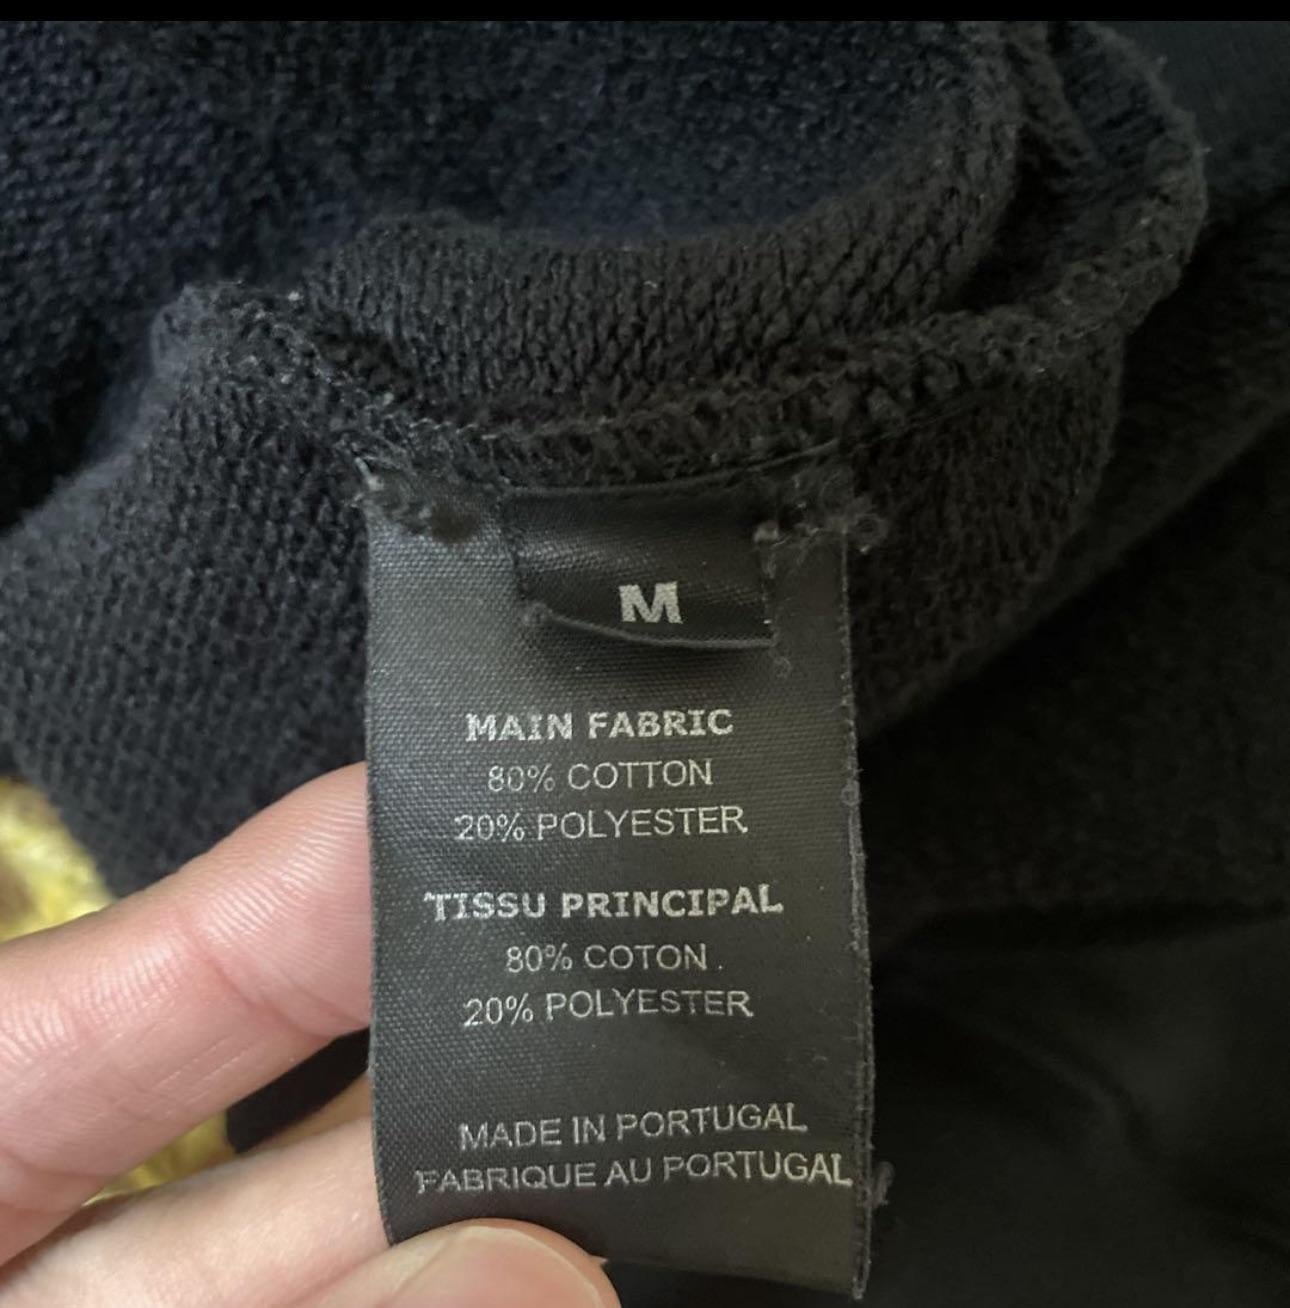 M
MAIN FABRIC
80% COTTON
20% POLYESTER
TISSU PRINCIPAL
80% COTON
20% POLYESTER
MADE IN PORTUGAL
FABRIQUE AU PORTUGAL